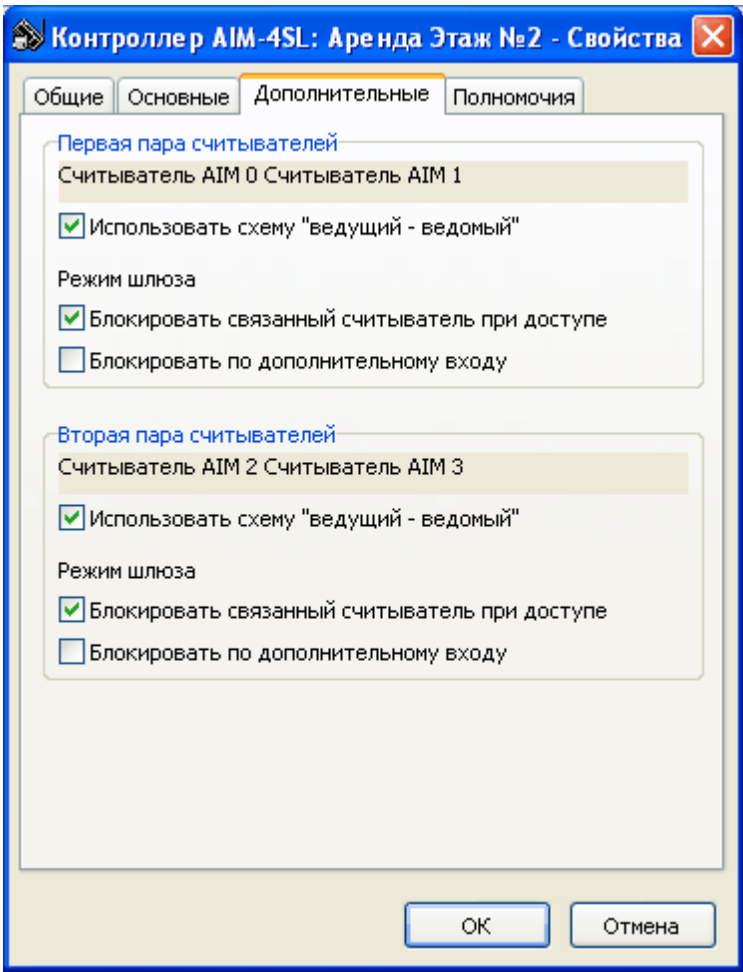 Контроллер AIM-4SL: Аренда Этаж №2 - Свойства
Общие Основные Дополнительные Полномочия
Первая пара считывателей
Считыватель AIM 0 Считыватель AIM 1
Использовать схему "ведущий - ведомый"
Режим шлюза
Блокировать связанный считыватель при доступе
Блокировать по дополнительному входу
Вторая пара считывателей
Считыватель AIM 2 Считыватель AIM 3
Использовать схему "ведущий - ведомый"
Режим шлюза
Блокировать связанный считыватель при доступе
Блокировать по дополнительному входу
ОК Отмена